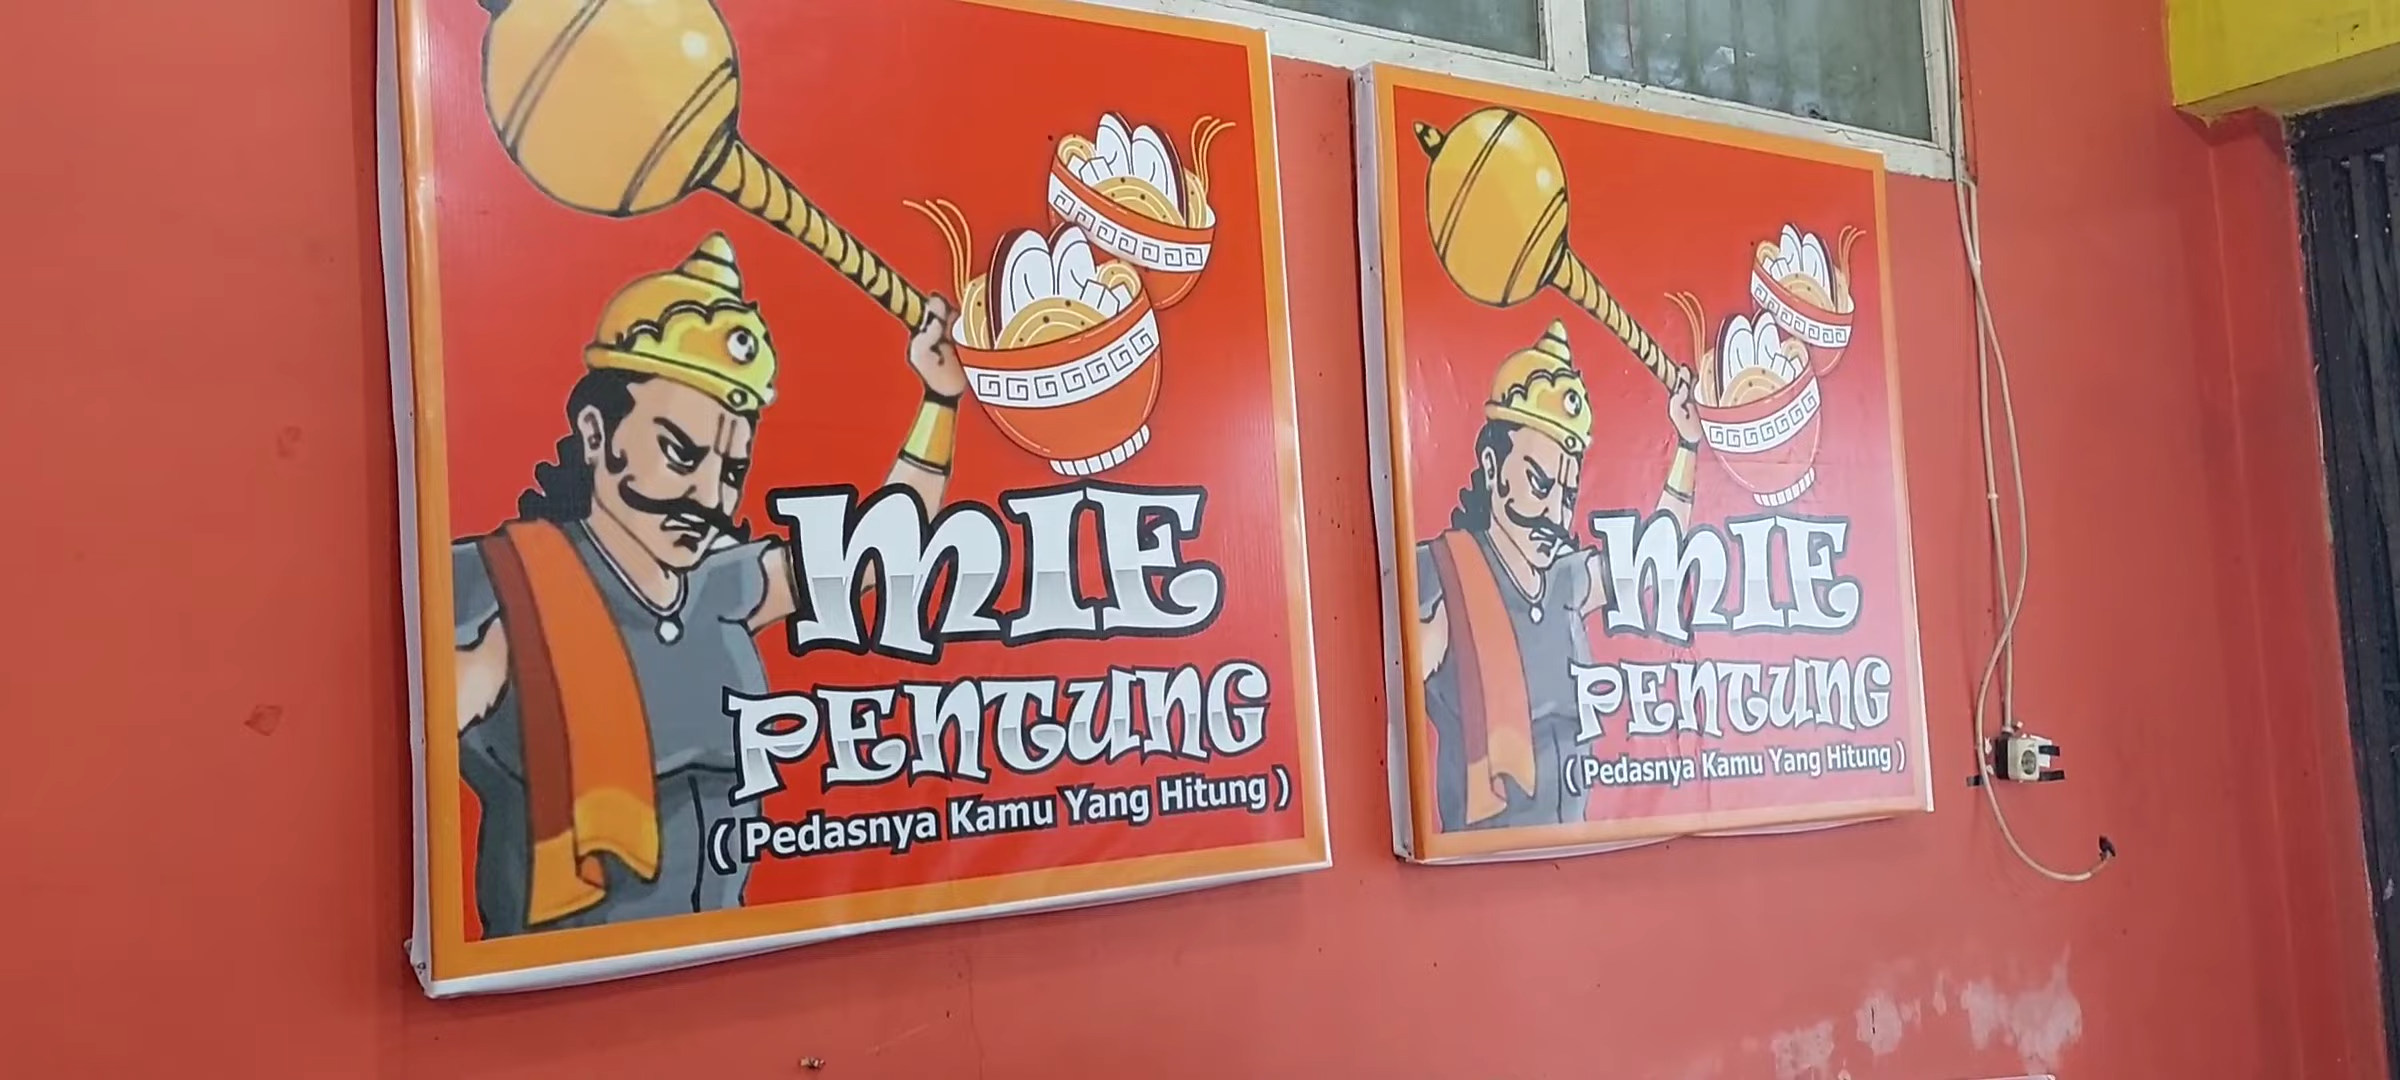 MIE
PENTUNG
( Pedasnya Kamu Yang Hitung )
MIE
PENTUNG
( Pedasnya Kamu Yang Hitung )